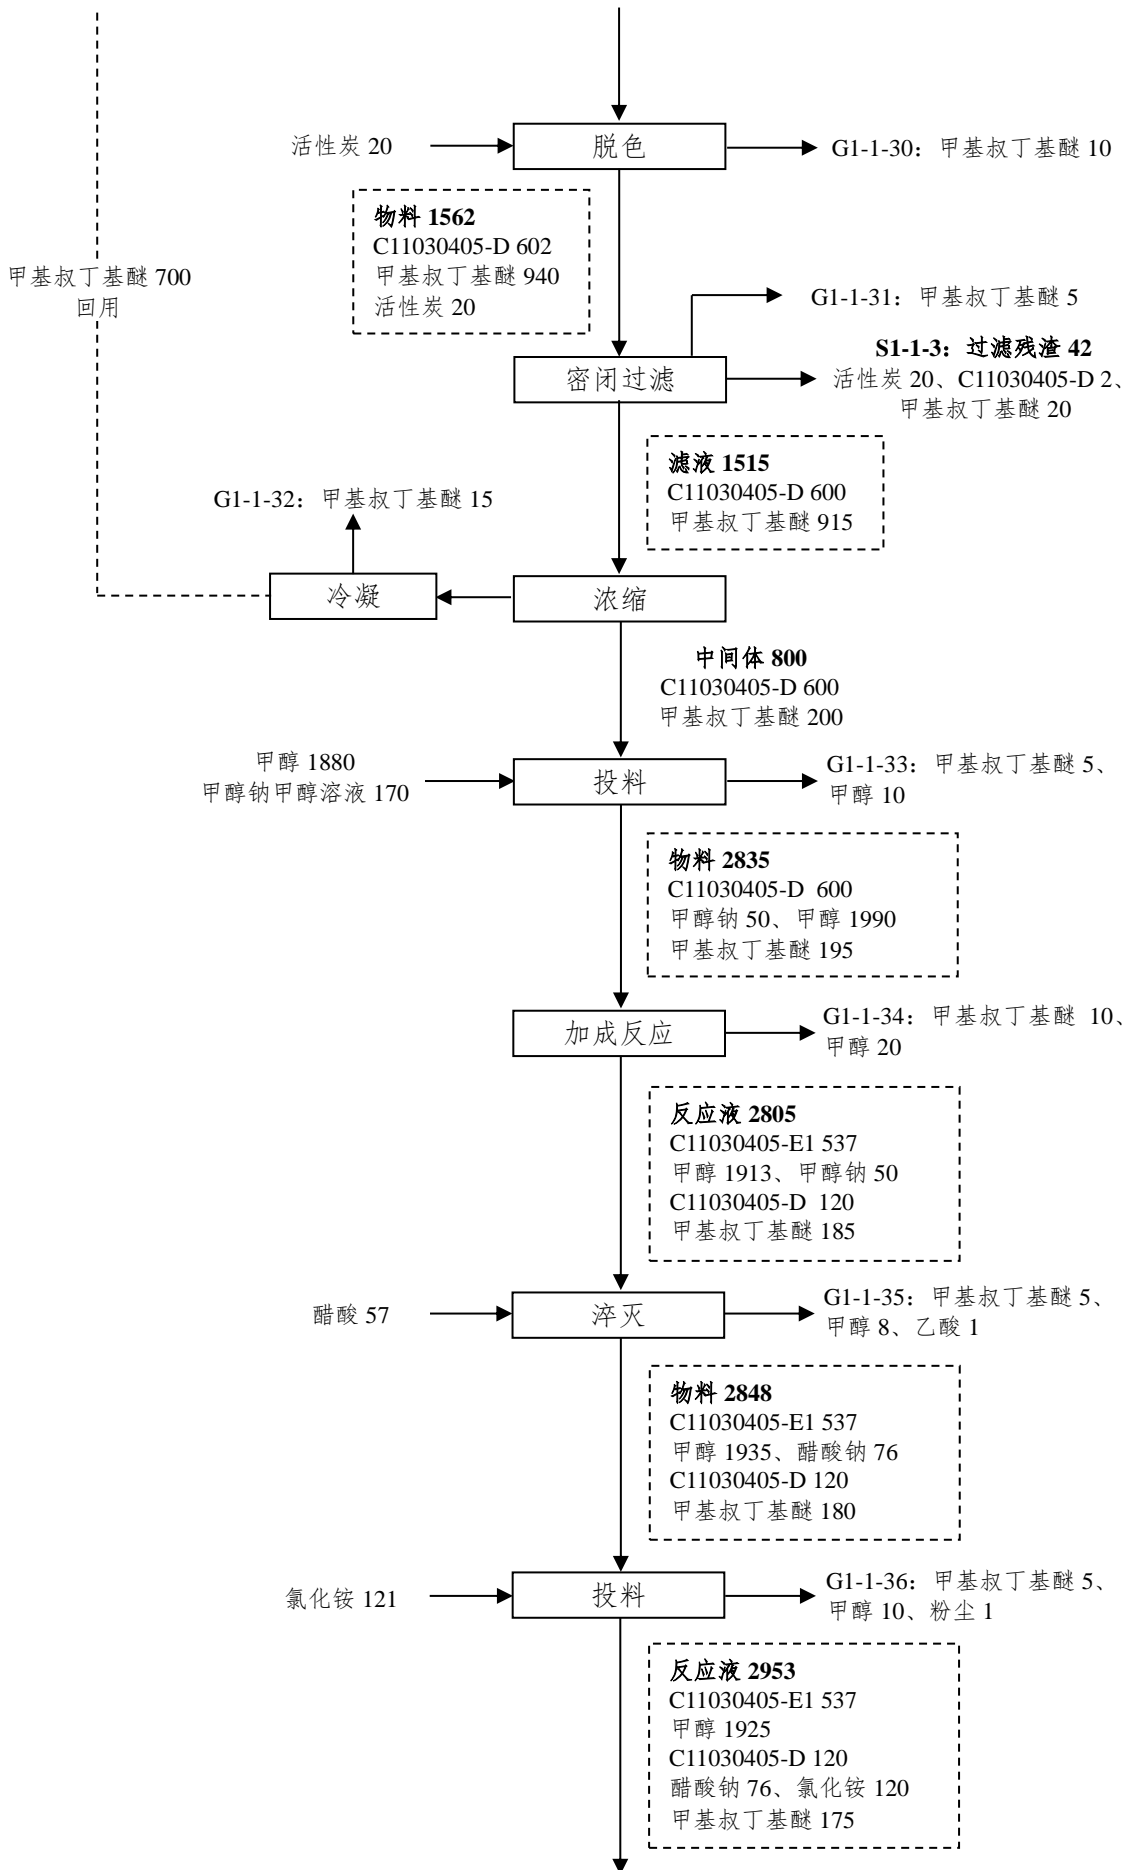 活性炭 20
脱色
G1-1-30：甲基叔丁基醚 10
物料 1562
C11030405-D 602
甲基叔丁基醚 940
活性炭 20
甲基叔丁基醚 700
回用
G1-1-31：甲基叔丁基醚 5
密闭过滤
S1-1-3：过滤残渣 42
活性炭 20、C11030405-D 2、
甲基叔丁基醚 20
滤液 1515
C11030405-D 600
甲基叔丁基醚 915
G1-1-32：甲基叔丁基醚 15
冷凝
浓缩
中间体 800
C11030405-D 600
甲基叔丁基醚 200
甲醇 1880
甲醇钠甲醇溶液 170
投料
G1-1-33：甲基叔丁基醚 5、
甲醇 10
物料 2835
C11030405-D 600
甲醇钠 50、甲醇 1990
甲基叔丁基醚 195
加成反应
G1-1-34：甲基叔丁基醚 10、
甲醇 20
反应液 2805
C11030405-E1 537
甲醇 1913、甲醇钠 50
C11030405-D 120
甲基叔丁基醚 185
醋酸 57
淬灭
G1-1-35：甲基叔丁基醚 5、
甲醇 8、乙酸 1
物料 2848
C11030405-E1 537
甲醇 1935、醋酸钠 76
C11030405-D 120
甲基叔丁基醚 180
氯化铵 121
投料
G1-1-36：甲基叔丁基醚 5、
甲醇 10、粉尘 1
反应液 2953
C11030405-E1 537
甲醇 1925
C11030405-D 120
醋酸钠 76、氯化铵 120
甲基叔丁基醚 175